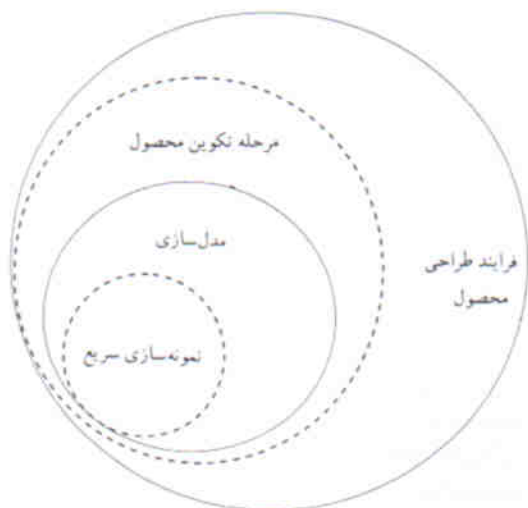 مرحله تکوین محصول
مدل‌سازی
فرایند طراحی
محصول
نمونه‌سازی سریع